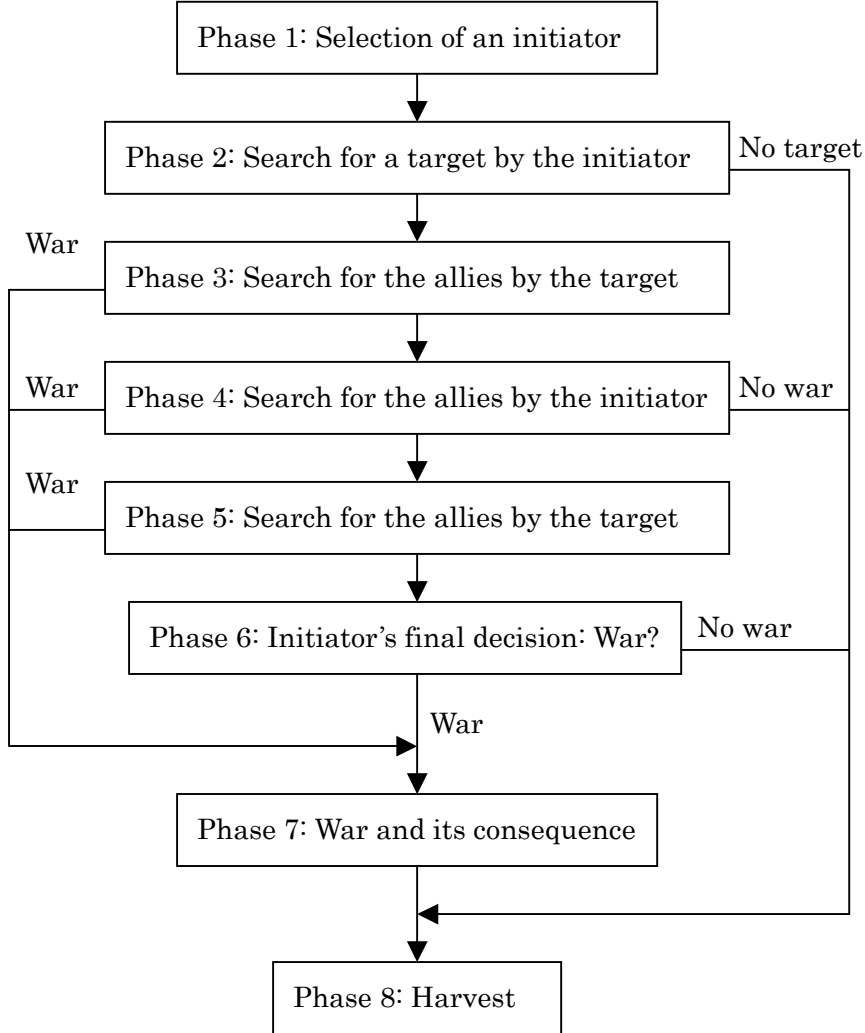 Phase 1: Selection of an initiator
Phase 2: Search for a target by the initiator
No target
War
Phase 3: Search for the allies by the target
War
Phase 4: Search for the allies by the initiator
No war
War
Phase 5: Search for the allies by the target
Phase 6: Initiator’s final decision: War?
No war
War
Phase 7: War and its consequence
Phase 8: Harvest